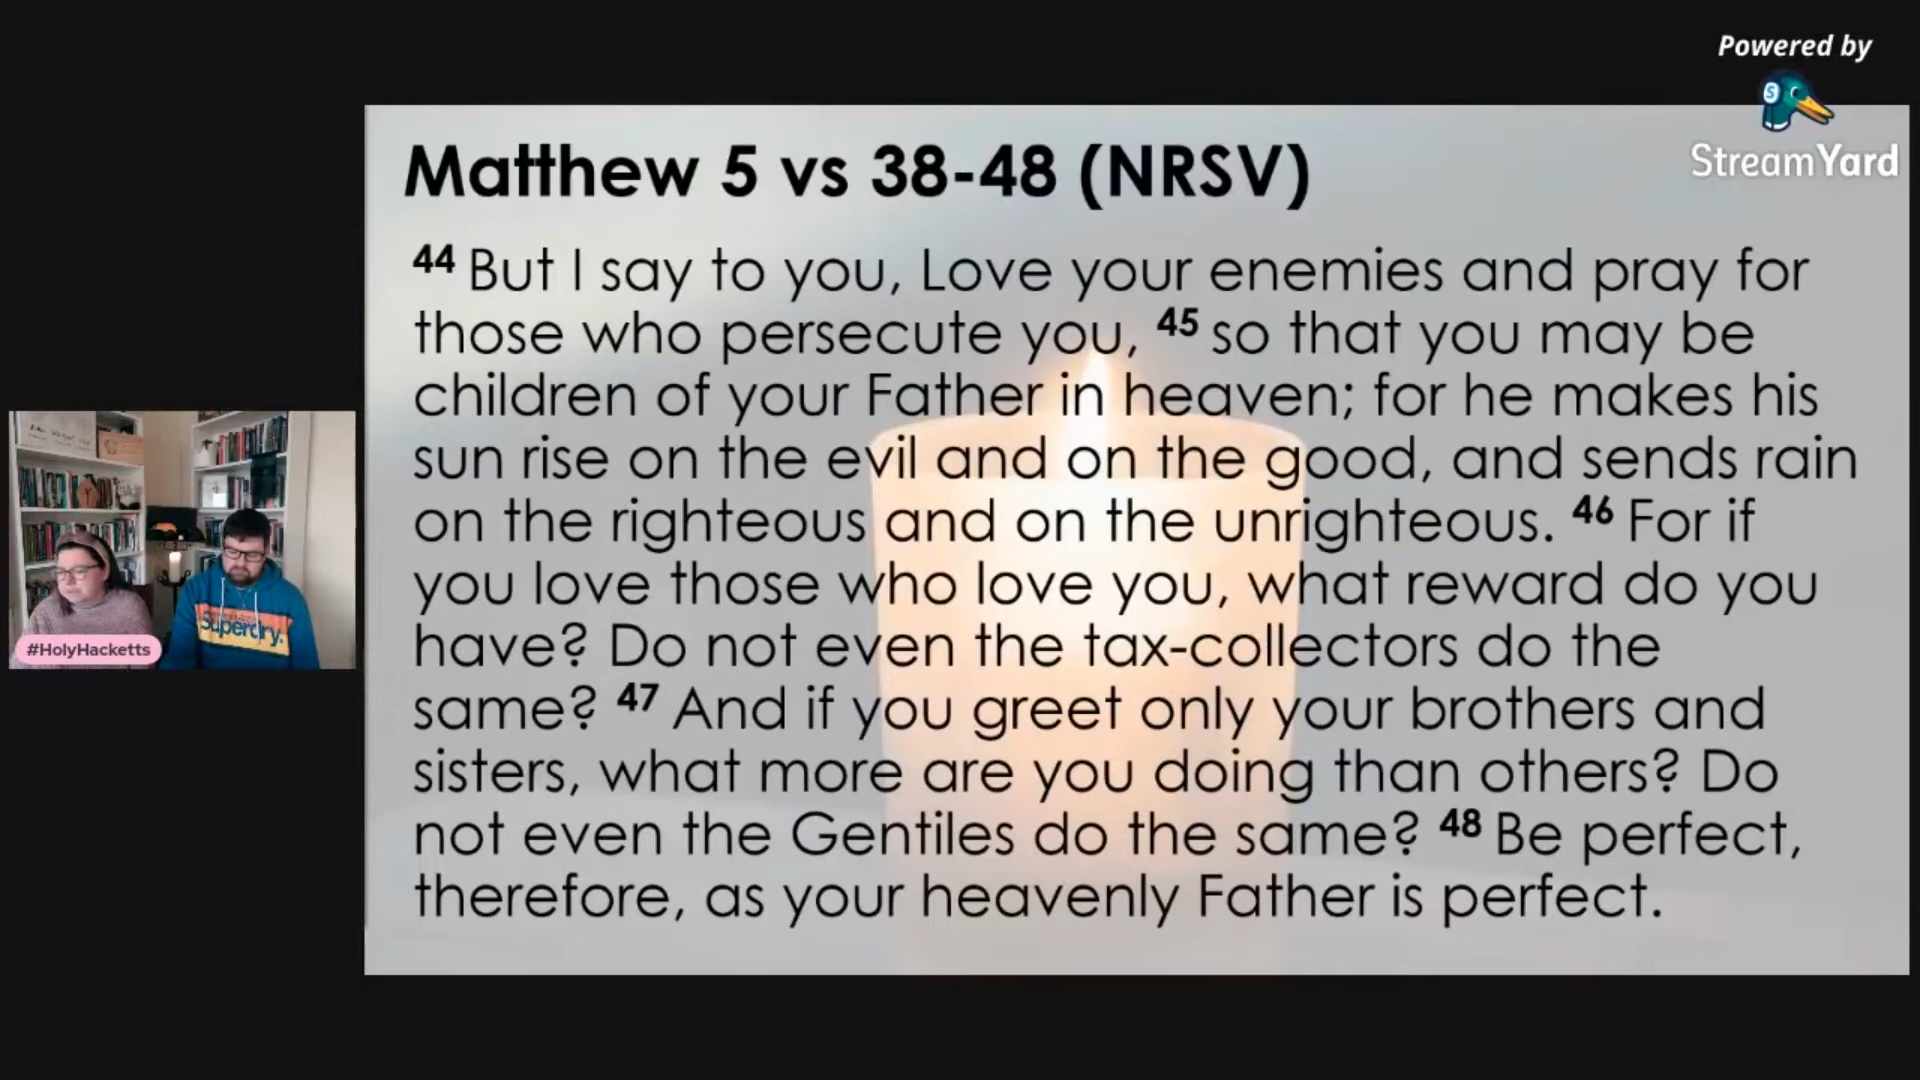 Powered by
StreamYard
Matthew 5 vs 38-48 (NRSV)
44 But I say to you, Love your enemies and pray for
those who persecute you, 45 so that you may be
children of your Father in heaven; for he makes his
sun rise on the evil and on the good, and sends rain
on the righteous and on the unrighteous. 46 For if
you love those who love you, what reward do you
have? Do not even the tax-collectors do the
same? 47 And if you greet only your brothers and
sisters, what more are you doing than others? Do
not even the Gentiles do the same? 48 Be perfect,
therefore, as your heavenly Father is perfect.
Superdry.
#HolyHacketts